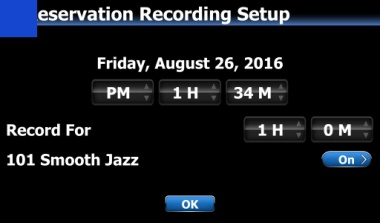 eservation Recording Setup
Friday, August 26, 2016
PM 1 H 34 M
Record For 1 H 0 M
101 Smooth Jazz On
OK